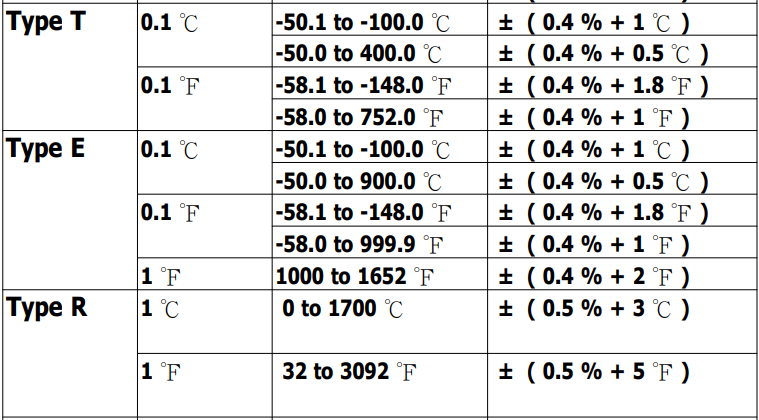 Type T 0.1 ℃ -50.1 to -100.0 ℃ ± ( 0.4 % + 1 ℃ )
-50.0 to 400.0 ℃ ± ( 0.4 % + 0.5 ℃ )
0.1 ℉ -58.1 to -148.0 ℉ ± ( 0.4 % + 1.8 ℉ )
-58.0 to 752.0 ℉ ± ( 0.4 % + 1 ℉ )
Type E 0.1 ℃ -50.1 to -100.0 ℃ ± ( 0.4 % + 1 ℃ )
-50.0 to 900.0 ℃ ± ( 0.4 % + 0.5 ℃ )
0.1 ℉ -58.1 to -148.0 ℉ ± ( 0.4 % + 1.8 ℉ )
-58.0 to 999.9 ℉ ± ( 0.4 % + 1 ℉ )
1 ℉ 1000 to 1652 ℉ ± ( 0.4 % + 2 ℉ )
Type R 1 ℃ 0 to 1700 ℃ ± ( 0.5 % + 3 ℃ )
1 ℉ 32 to 3092 ℉ ± ( 0.5 % + 5 ℉ )